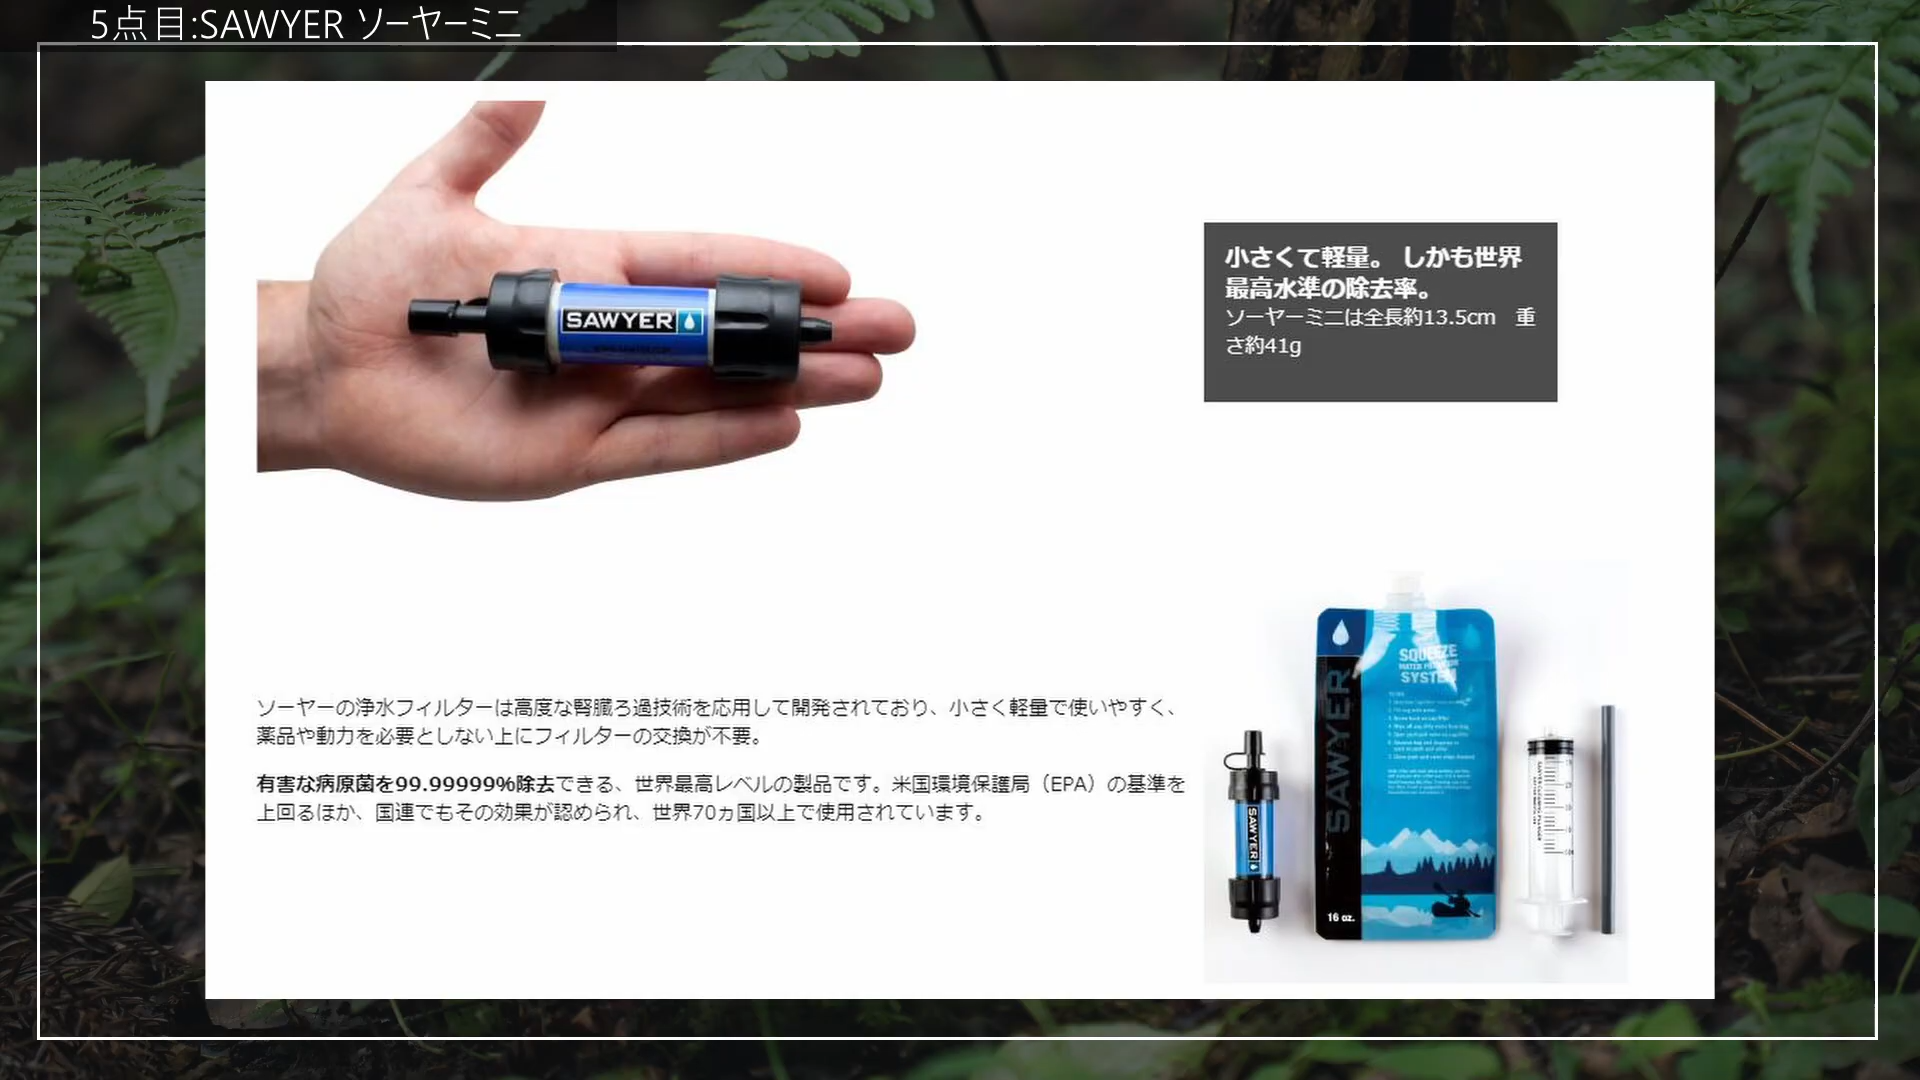 5点目:SAWYER ソーヤーミニ
SAWYER
小さくて軽量。 しかも世界
最高水準の除去率。
ソーヤーミニは全長約13.5cm　重
さ約41g
ソーヤーの浄水フィルターは高度な腎臓ろ過技術を応用して開発されており、小さく軽量で使いやすく、
薬品や動力を必要としない上にフィルターの交換が不要。
有害な病原菌を99.99999%除去できる、世界最高レベルの製品です。米国環境保護局（EPA）の基準を
上回るほか、国連でもその効果が認められ、世界70ヵ国以上で使用されています。
SQUEEZE
SYSTEM
SAWYER
16 oz.
SAWYER